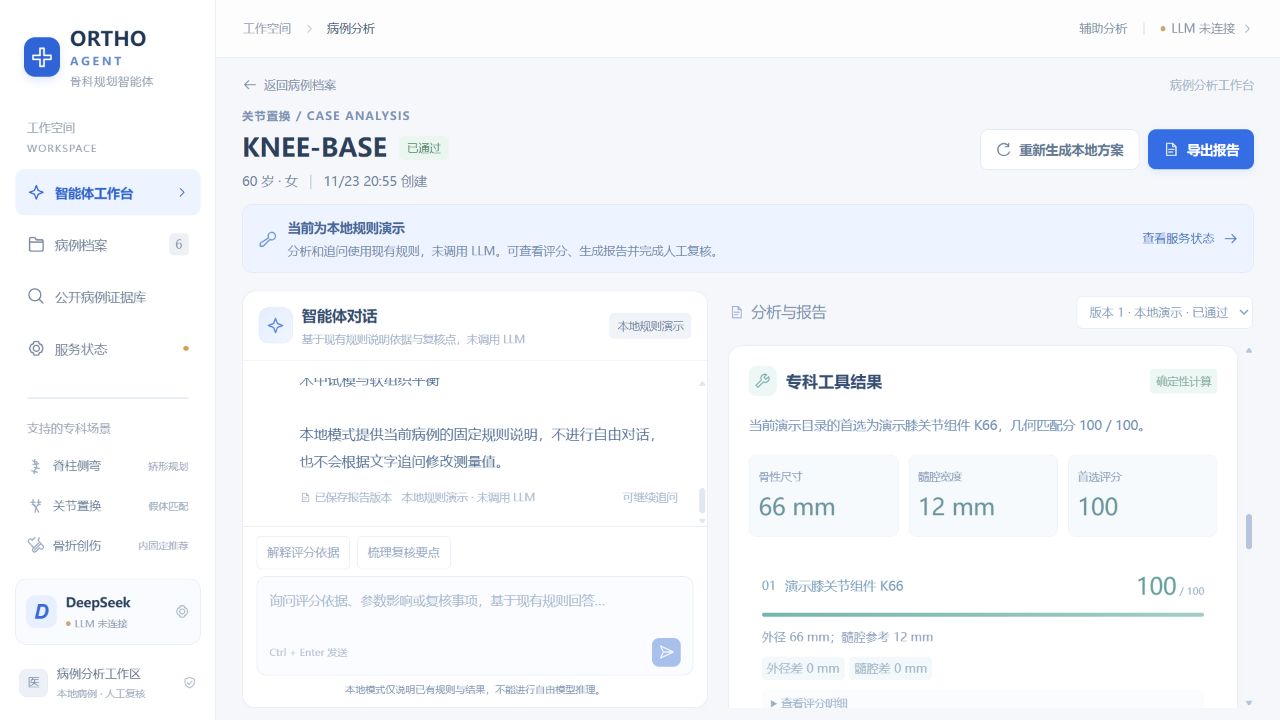 ORTHO
AGENT
骨科规划智能体
工作空间
WORKSPACE
智能体工作台
病例档案 6
公开病例证据库
服务状态
支持的专科场景
脊柱侧弯 矫形规划
关节置换 假体匹配
骨折创伤 内固定推荐
D DeepSeek
LLM 未连接
医 病例分析工作区
本地病例 · 人工复核
工作空间 > 病例分析
辅助分析 | LLM 未连接 >
← 返回病例档案
病例分析工作台
关节置换 / CASE ANALYSIS
KNEE-BASE 已通过
60 岁 · 女 | 11/23 20:55 创建
重新生成本地方案
导出报告
当前为本地规则演示
分析和追问使用现有规则，未调用 LLM。可查看评分、生成报告并完成人工复核。
查看服务状态 →
智能体对话
基于现有规则说明依据与复核点，未调用 LLM
本地规则演示
术中试模与软组织平衡
本地模式提供当前病例的固定规则说明，不进行自由对话，
也不会根据文字追问修改测量值。
已保存报告版本 本地规则演示 · 未调用 LLM 可继续追问
解释评分依据 梳理复核要点
询问评分依据、参数影响或复核事项，基于现有规则回答...
Ctrl + Enter 发送
本地模式仅说明已有规则与结果，不能进行自由模型推理。
分析与报告
版本 1 · 本地演示 · 已通过
专科工具结果 确定性计算
当前演示目录的首选为演示膝关节组件 K66，几何匹配分 100 / 100。
骨性尺寸
66 mm
髓腔宽度
12 mm
首选评分
100
01 演示膝关节组件 K66 100 / 100
外径 66 mm；髓腔参考 12 mm
外径差 0 mm 髓腔差 0 mm
▶ 查看评分明细